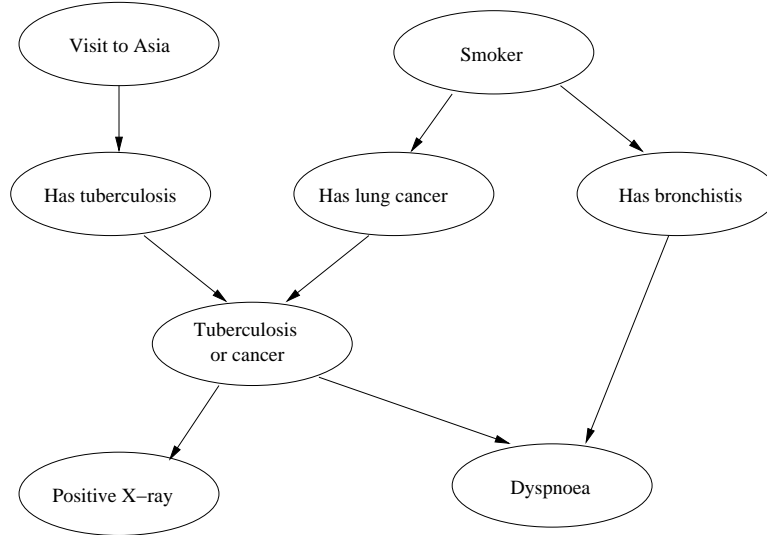 Visit to Asia
Smoker
Has tuberculosis
Has lung cancer
Has bronchistis
Tuberculosis
or cancer
Positive X–ray
Dyspnoea